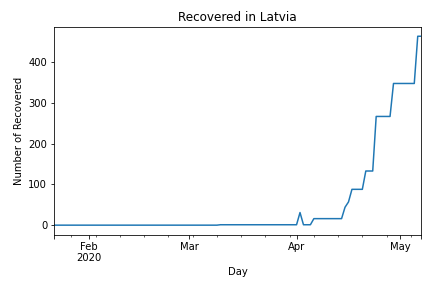 Recovered in Latvia
Number of Recovered
400
300
200
100
0
Feb
2020
Mar
Apr
May
Day